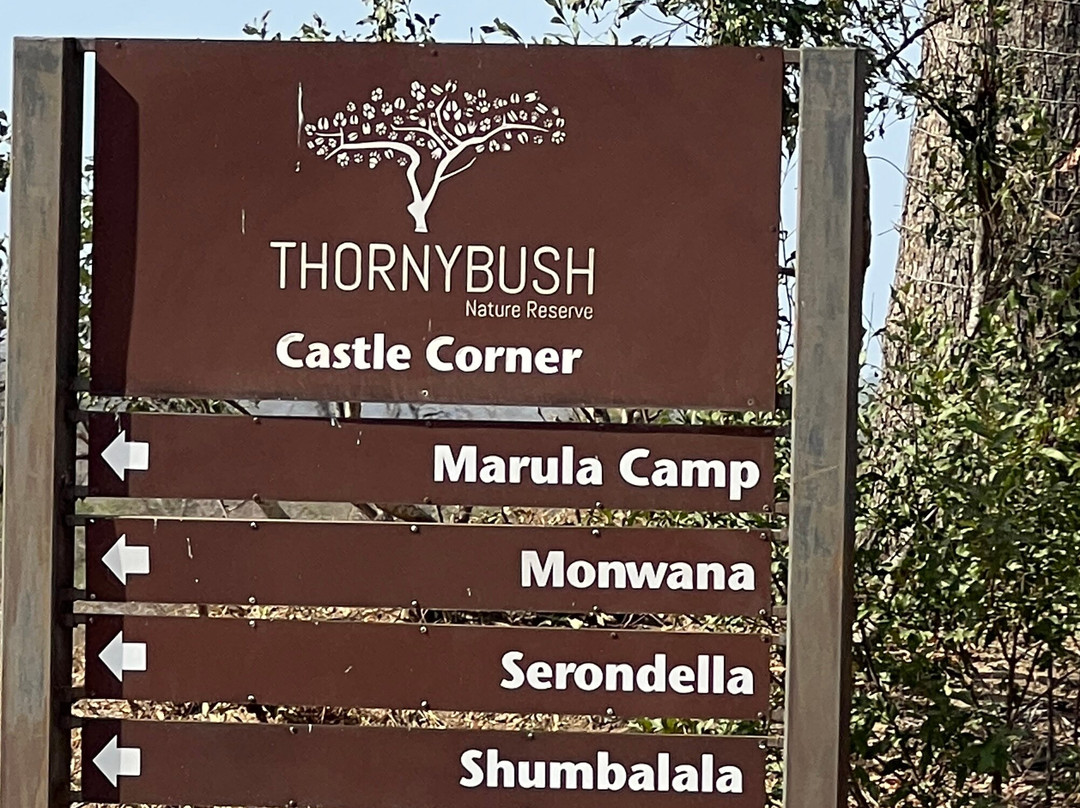 THORNYBUSH
Nature Reserve
Castle Corner
Marula Camp
Monwana
Serondella
Shumbalala